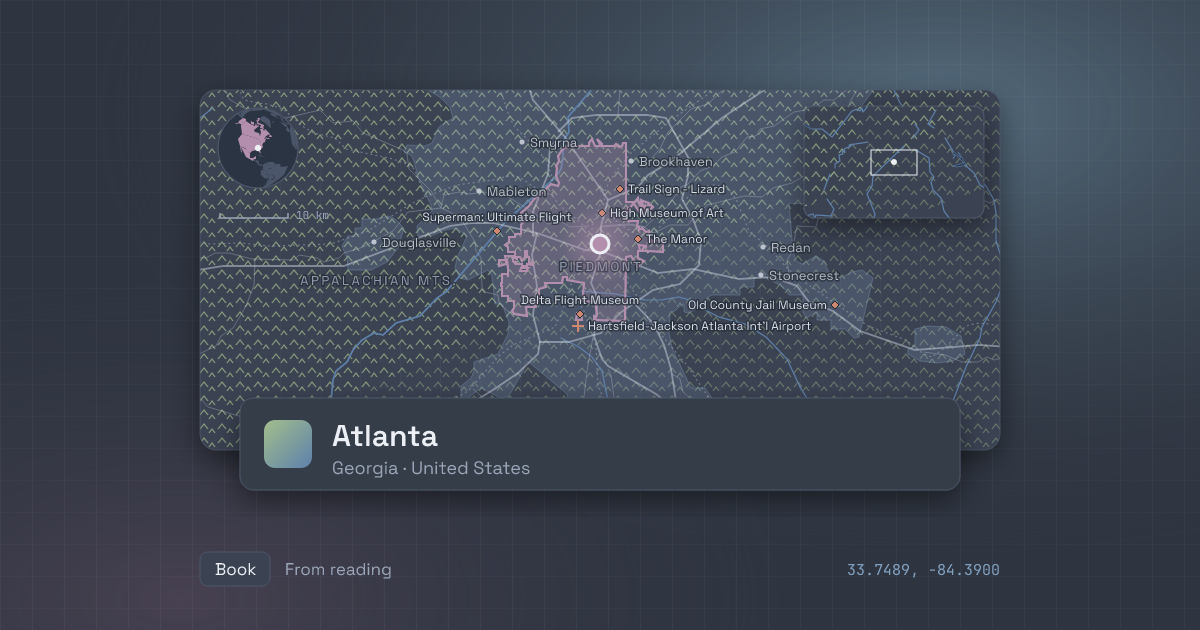 Smyrna
Brookhaven
Mableton
Trail Sign - Lizard
Superman: Ultimate Flight
High Museum of Art
10 km
Douglasville
The Manor
Redan
PIEDMONT
Stonecrest
APPALACHIAN MTS.
Delta Flight Museum
Old County Jail Museum
Hartsfield-Jackson Atlanta Int'l Airport
Atlanta
Georgia · United States
Book
From reading
33.7489, -84.3900